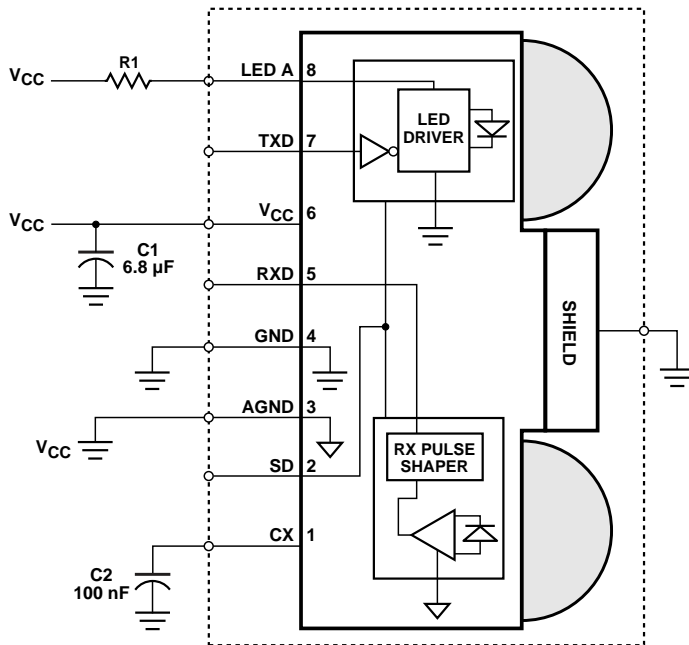 R1
VCC
LED A 8
LED
DRIVER
TXD 7
VCC
VCC 6
C1
6.8 µF
RXD 5
SHIELD
GND 4
AGND 3
VCC
RX PULSE
SHAPER
SD 2
CX 1
C2
100 nF